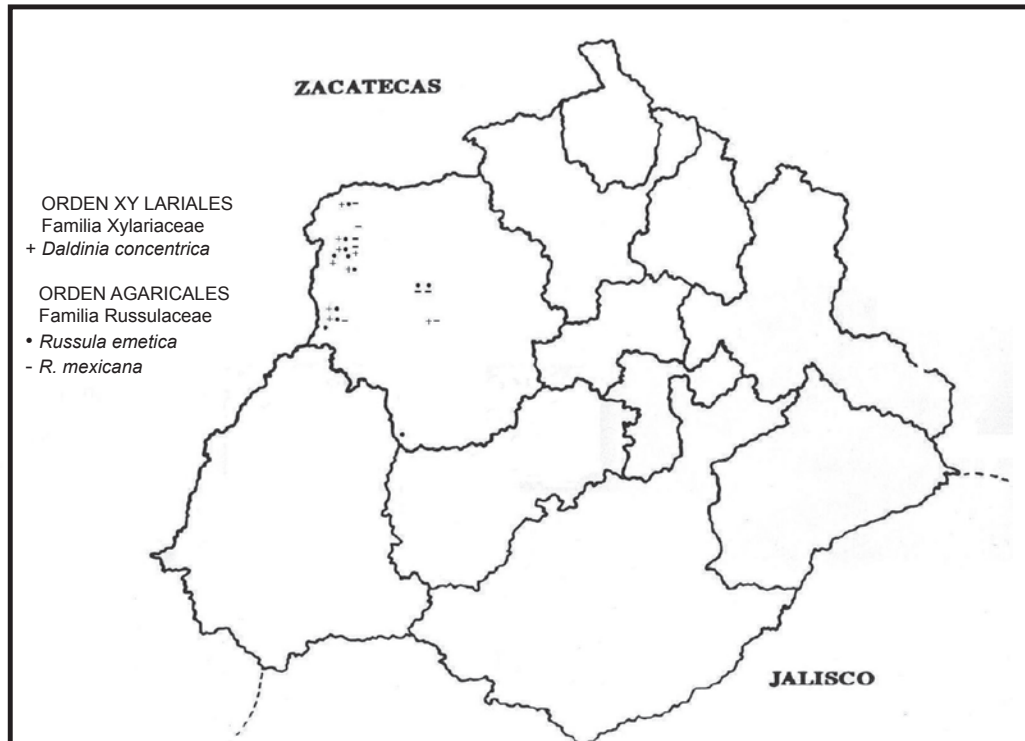 ZACATECAS
ORDEN XY LARIALES
Familia Xylariaceae
+ Daldinia concentrica
ORDEN AGARICALES
Familia Russulaceae
• Russula emetica
- R. mexicana
JALISCO